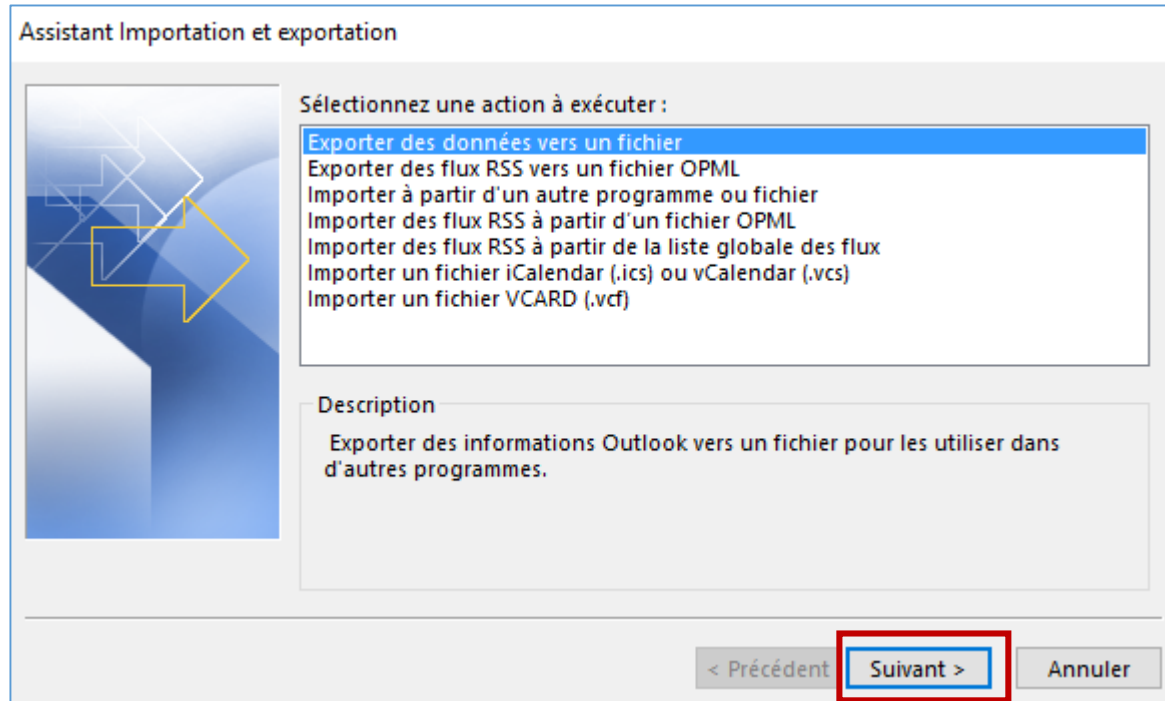 Assistant Importation et exportation
Sélectionnez une action à exécuter :
Exporter des données vers un fichier
Exporter des flux RSS vers un fichier OPML
Importer à partir d'un autre programme ou fichier
Importer des flux RSS à partir d'un fichier OPML
Importer des flux RSS à partir de la liste globale des flux
Importer un fichier iCalendar (.ics) ou vCalendar (.vcs)
Importer un fichier VCARD (.vcf)
Description
Exporter des informations Outlook vers un fichier pour les utiliser dans
d'autres programmes.
< Précédent
Suivant >
Annuler